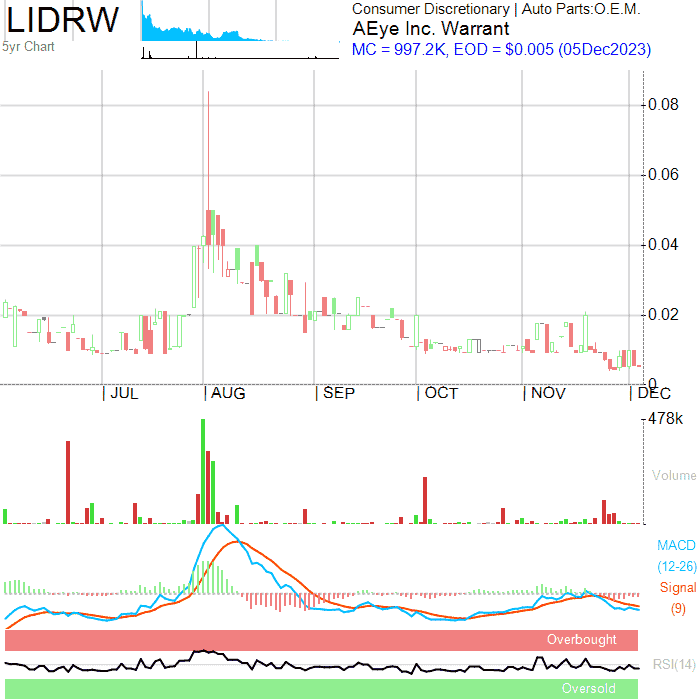 LIDRW
5yr Chart
Consumer Discretionary | Auto Parts:O.E.M.
AEye Inc. Warrant
MC = 997.2K, EOD = $0.005 (05Dec2023)
0.08
0.06
0.04
0.02
0
| JUL | AUG | SEP | OCT | NOV | DEC
478k
Volume
MACD
(12-26)
Signal
(9)
Overbought
RSI(14)
Oversold